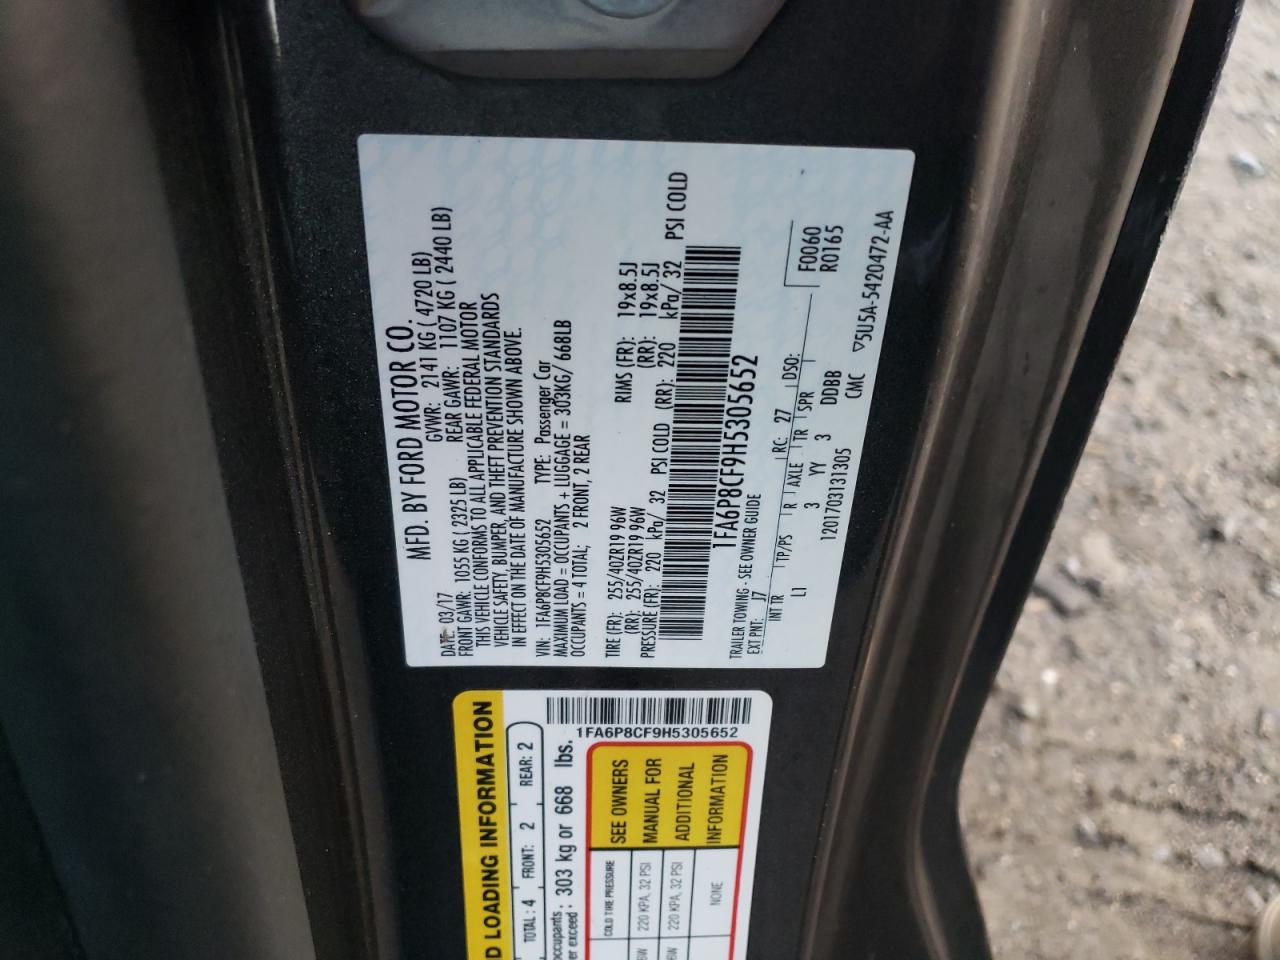 MFD. BY FORD MOTOR CO.
DATE: 03/17 GVWR: 2141 KG ( 4720 LB)
FRONT GAWR: 1055 KG ( 2325 LB) REAR GAWR: 1107 KG ( 2440 LB)
THIS VEHICLE CONFORMS TO ALL APPLICABLE FEDERAL MOTOR
VEHICLE SAFETY, BUMPER, AND THEFT PREVENTION STANDARDS
IN EFFECT ON THE DATE OF MANUFACTURE SHOWN ABOVE.
VIN: 1FA6P8CF9H5305652 TYPE: Passenger Car
MAXIMUM LOAD = OCCUPANTS + LUGGAGE = 303KG/ 668LB
OCCUPANTS = 4 TOTAL; 2 FRONT, 2 REAR
TIRE (FR): 255/40ZR19 96W RIMS (FR): 19x8.5J
(RR): 255/40ZR19 96W (RR): 19x8.5J
PRESSURE (FR): 220 kPa/ 32 PSI COLD (RR): 220 kPa/ 32 PSI COLD
1FA6P8CF9H5305652
TRAILER TOWING - SEE OWNER GUIDE
EXT PNT: J7 RC: 27 DSO: F0060
INT TR TP/PS R AXLE TR SPR R0165
LI 3 YY 3 DDBB
1201703131305 CMC ▽5U5A-5420472-AA
D LOADING INFORMATION
TOTAL: 4 FRONT: 2 REAR: 2
occupants
er exceed : 303 kg or 668 lbs.
1FA6P8CF9H5305652
COLD TIRE PRESSURE
220 KPA, 32 PSI
220 KPA, 32 PSI
NONE
SEE OWNERS
MANUAL FOR
ADDITIONAL
INFORMATION